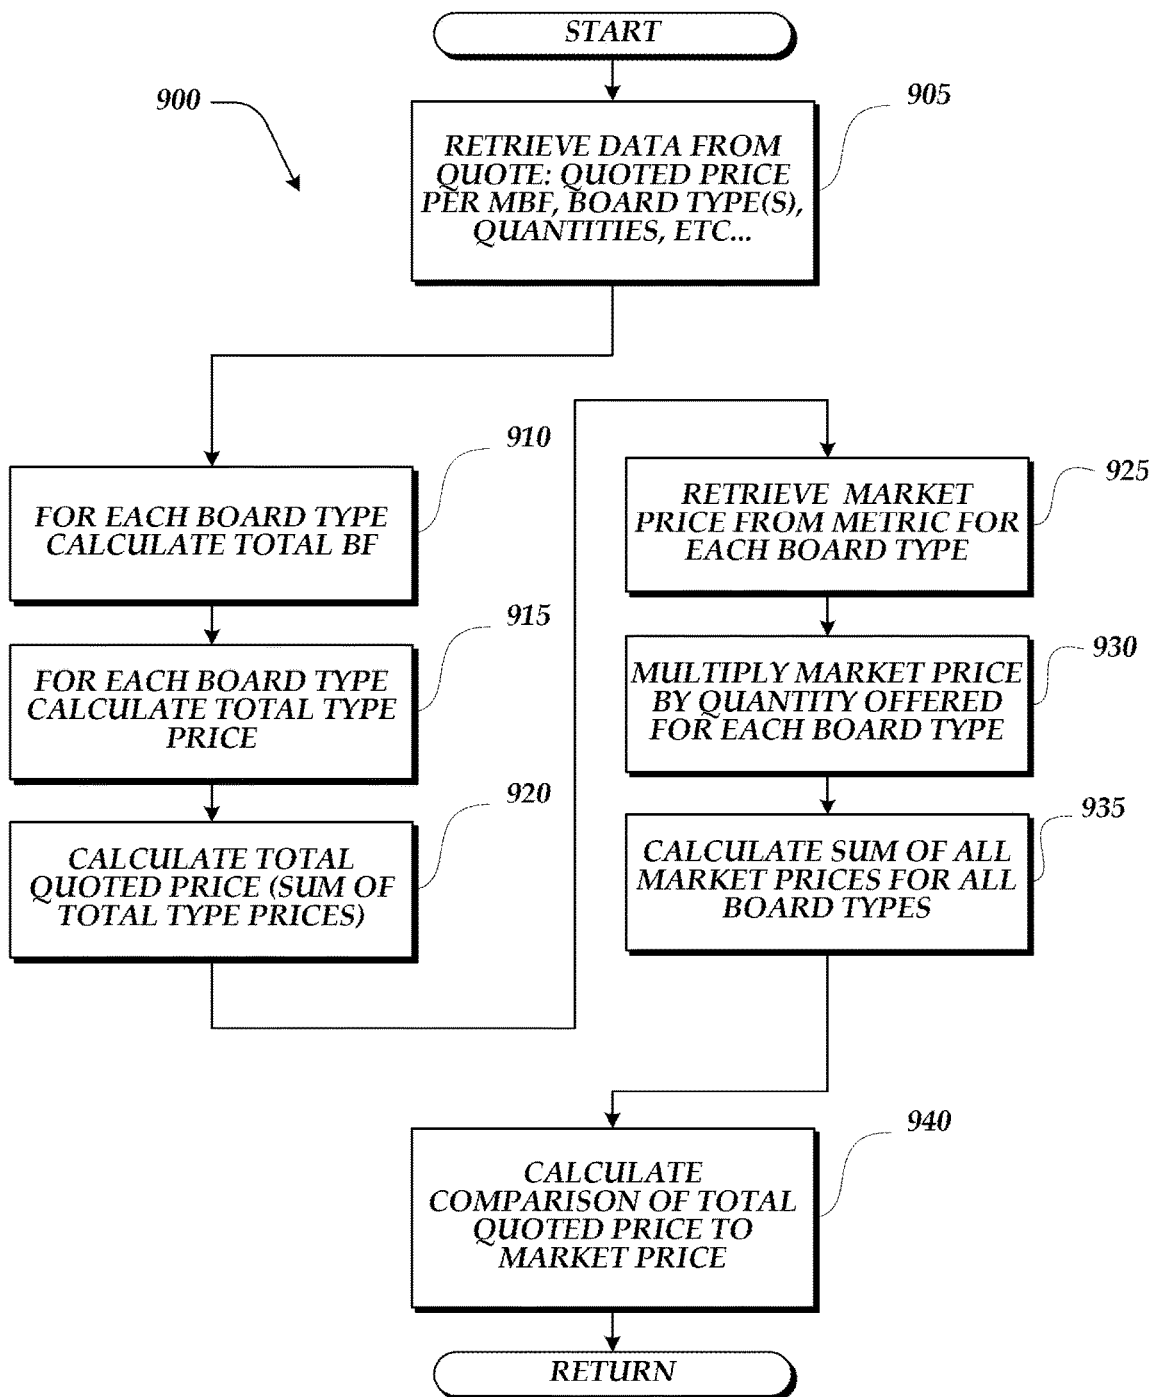 START
900
905
RETRIEVE DATA FROM
QUOTE: QUOTED PRICE
PER MBF, BOARD TYPE(S),
QUANTITIES, ETC...
910
FOR EACH BOARD TYPE
CALCULATE TOTAL BF
915
FOR EACH BOARD TYPE
CALCULATE TOTAL TYPE
PRICE
920
CALCULATE TOTAL
QUOTED PRICE (SUM OF
TOTAL TYPE PRICES)
925
RETRIEVE MARKET
PRICE FROM METRIC FOR
EACH BOARD TYPE
930
MULTIPLY MARKET PRICE
BY QUANTITY OFFERED
FOR EACH BOARD TYPE
935
CALCULATE SUM OF ALL
MARKET PRICES FOR ALL
BOARD TYPES
940
CALCULATE
COMPARISON OF TOTAL
QUOTED PRICE TO
MARKET PRICE
RETURN